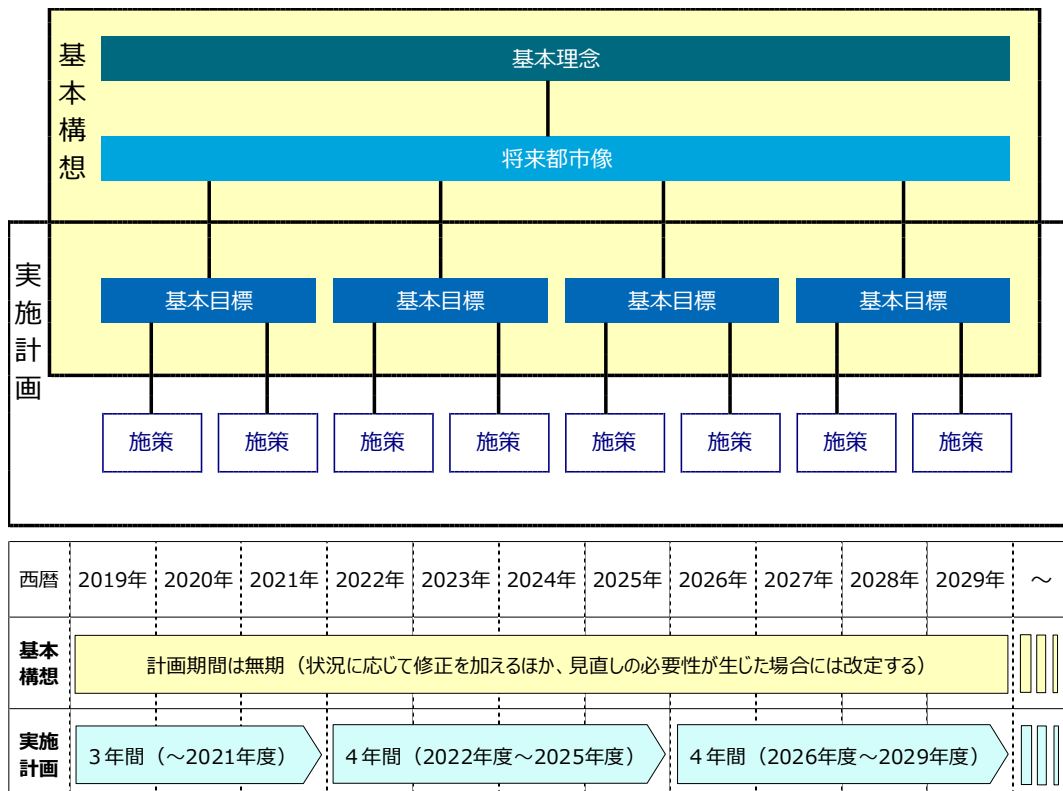 基本構想
基本理念
将来都市像
実施計画
基本目標 基本目標 基本目標 基本目標
施策 施策 施策 施策 施策 施策 施策 施策
西暦 2019年 2020年 2021年 2022年 2023年 2024年 2025年 2026年 2027年 2028年 2029年 ～
基本
構想
計画期間は無期（状況に応じて修正を加えるほか、見直しの必要性が生じた場合には改定する）
実施
計画
３年間（～2021年度） ４年間（2022年度～2025年度） ４年間（2026年度～2029年度）